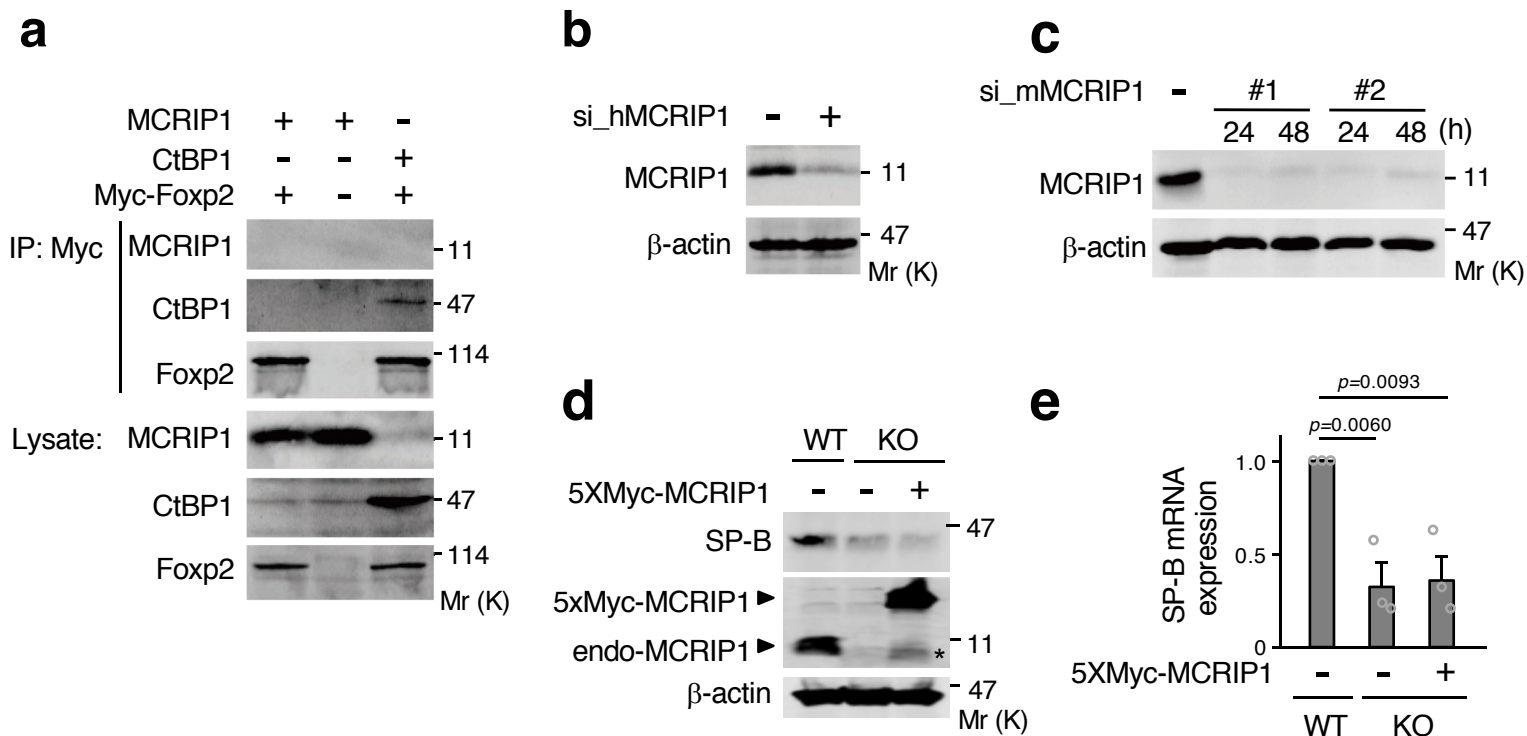 a
MCRIP1 + + -
CtBP1 - - +
Myc-Foxp2 + - +
IP: Myc
MCRIP1 11
CtBP1 47
Foxp2 114
Lysate:
MCRIP1 11
CtBP1 47
Foxp2 114
Mr (K)
b
si_hMCRIP1 - +
MCRIP1 11
β-actin 47
Mr (K)
c
si_mMCRIP1 - #1 #2
24 48 24 48 (h)
MCRIP1 11
β-actin 47
Mr (K)
d
WT KO
5XMyc-MCRIP1 - - +
SP-B 47
5xMyc-MCRIP1
endo-MCRIP1 11
*
β-actin 47
Mr (K)
e
p=0.0093
p=0.0060
SP-B mRNA
expression
1.0
0.5
0
5XMyc-MCRIP1 - - +
WT KO